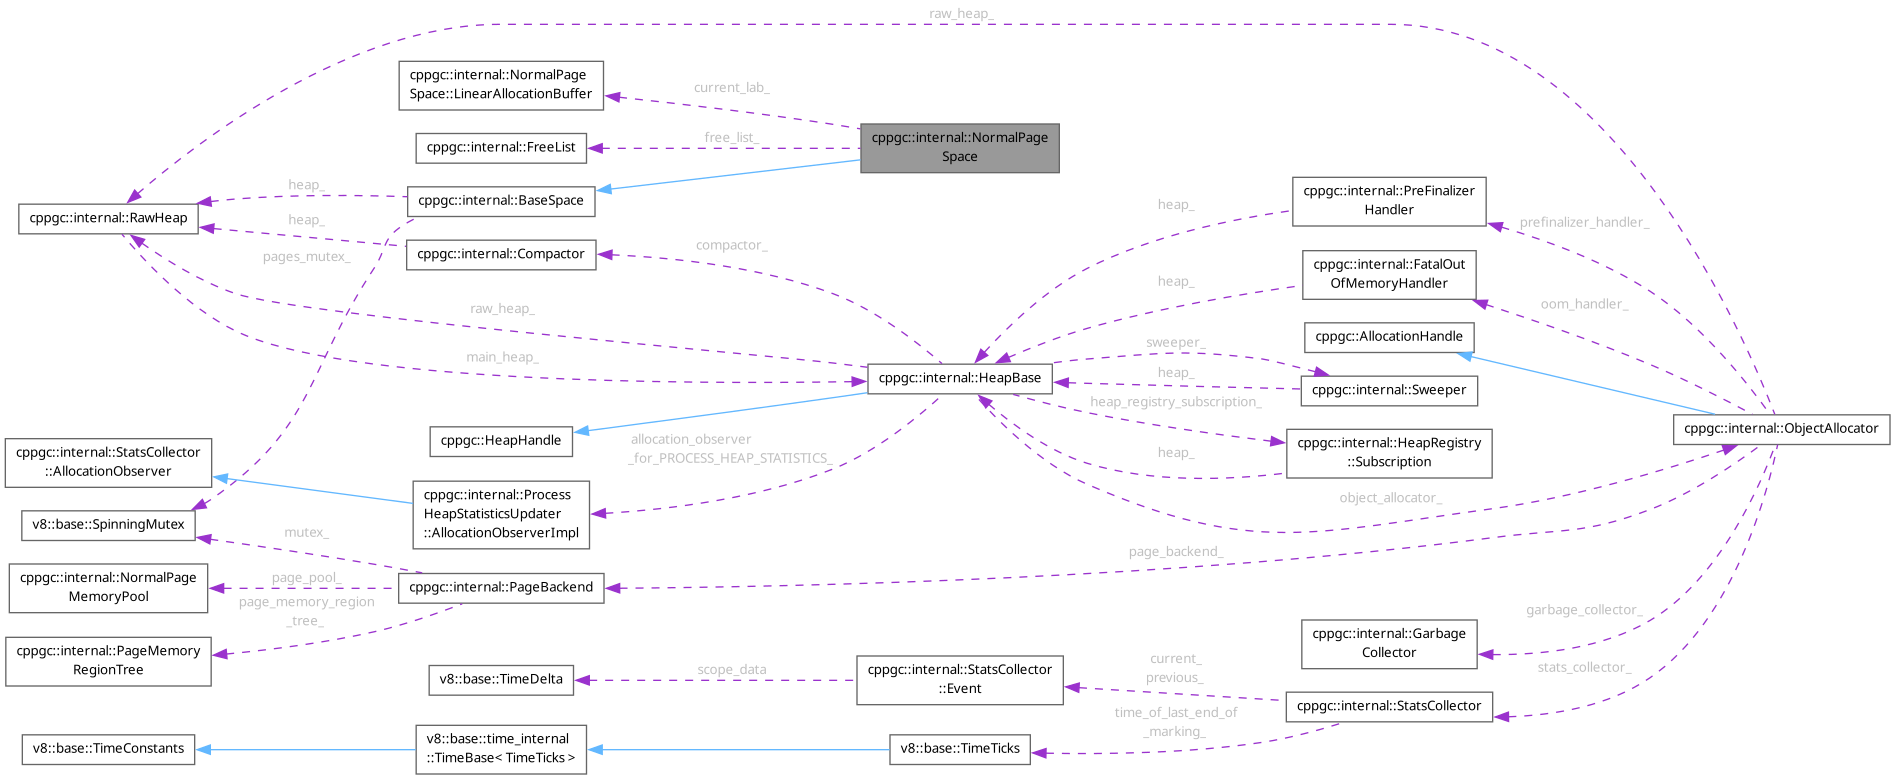 raw_heap_
cppgc::internal::NormalPage
Space::LinearAllocationBuffer
current_lab_
cppgc::internal::FreeList
free_list_
cppgc::internal::NormalPage
Space
heap_
cppgc::internal::BaseSpace
cppgc::internal::RawHeap
heap_
pages_mutex_
cppgc::internal::Compactor
compactor_
heap_
cppgc::internal::PreFinalizer
Handler
prefinalizer_handler_
heap_
cppgc::internal::FatalOut
OfMemoryHandler
oom_handler_
raw_heap_
main_heap_
cppgc::AllocationHandle
sweeper_
heap_
cppgc::internal::HeapBase
cppgc::internal::Sweeper
heap_registry_subscription_
cppgc::internal::ObjectAllocator
cppgc::HeapHandle
allocation_observer
_for_PROCESS_HEAP_STATISTICS_
heap_
cppgc::internal::HeapRegistry
::Subscription
cppgc::internal::StatsCollector
::AllocationObserver
cppgc::internal::Process
HeapStatisticsUpdater
::AllocationObserverImpl
object_allocator_
v8::base::SpinningMutex
mutex_
page_backend_
cppgc::internal::NormalPage
MemoryPool
page_pool_
cppgc::internal::PageBackend
page_memory_region
_tree_
cppgc::internal::PageMemory
RegionTree
garbage_collector_
cppgc::internal::Garbage
Collector
v8::base::TimeDelta
scope_data
cppgc::internal::StatsCollector
::Event
current_
previous_
stats_collector_
cppgc::internal::StatsCollector
time_of_last_end_of
_marking_
v8::base::TimeConstants
v8::base::time_internal
::TimeBase< TimeTicks >
v8::base::TimeTicks